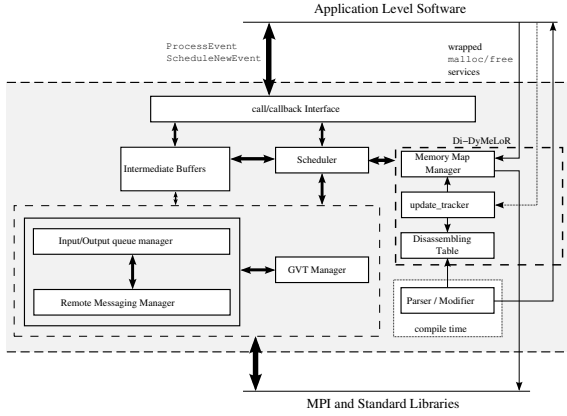 Application Level Software
ProcessEvent
ScheduleNewEvent
wrapped
malloc/free
services
call/callback Interface
Di-DyMeLoR
Intermediate Buffers
Scheduler
Memory Map
Manager
update_tracker
Disassembling
Table
Input/Output queue manager
GVT Manager
Remote Messaging Manager
Parser / Modifier
compile time
MPI and Standard Libraries